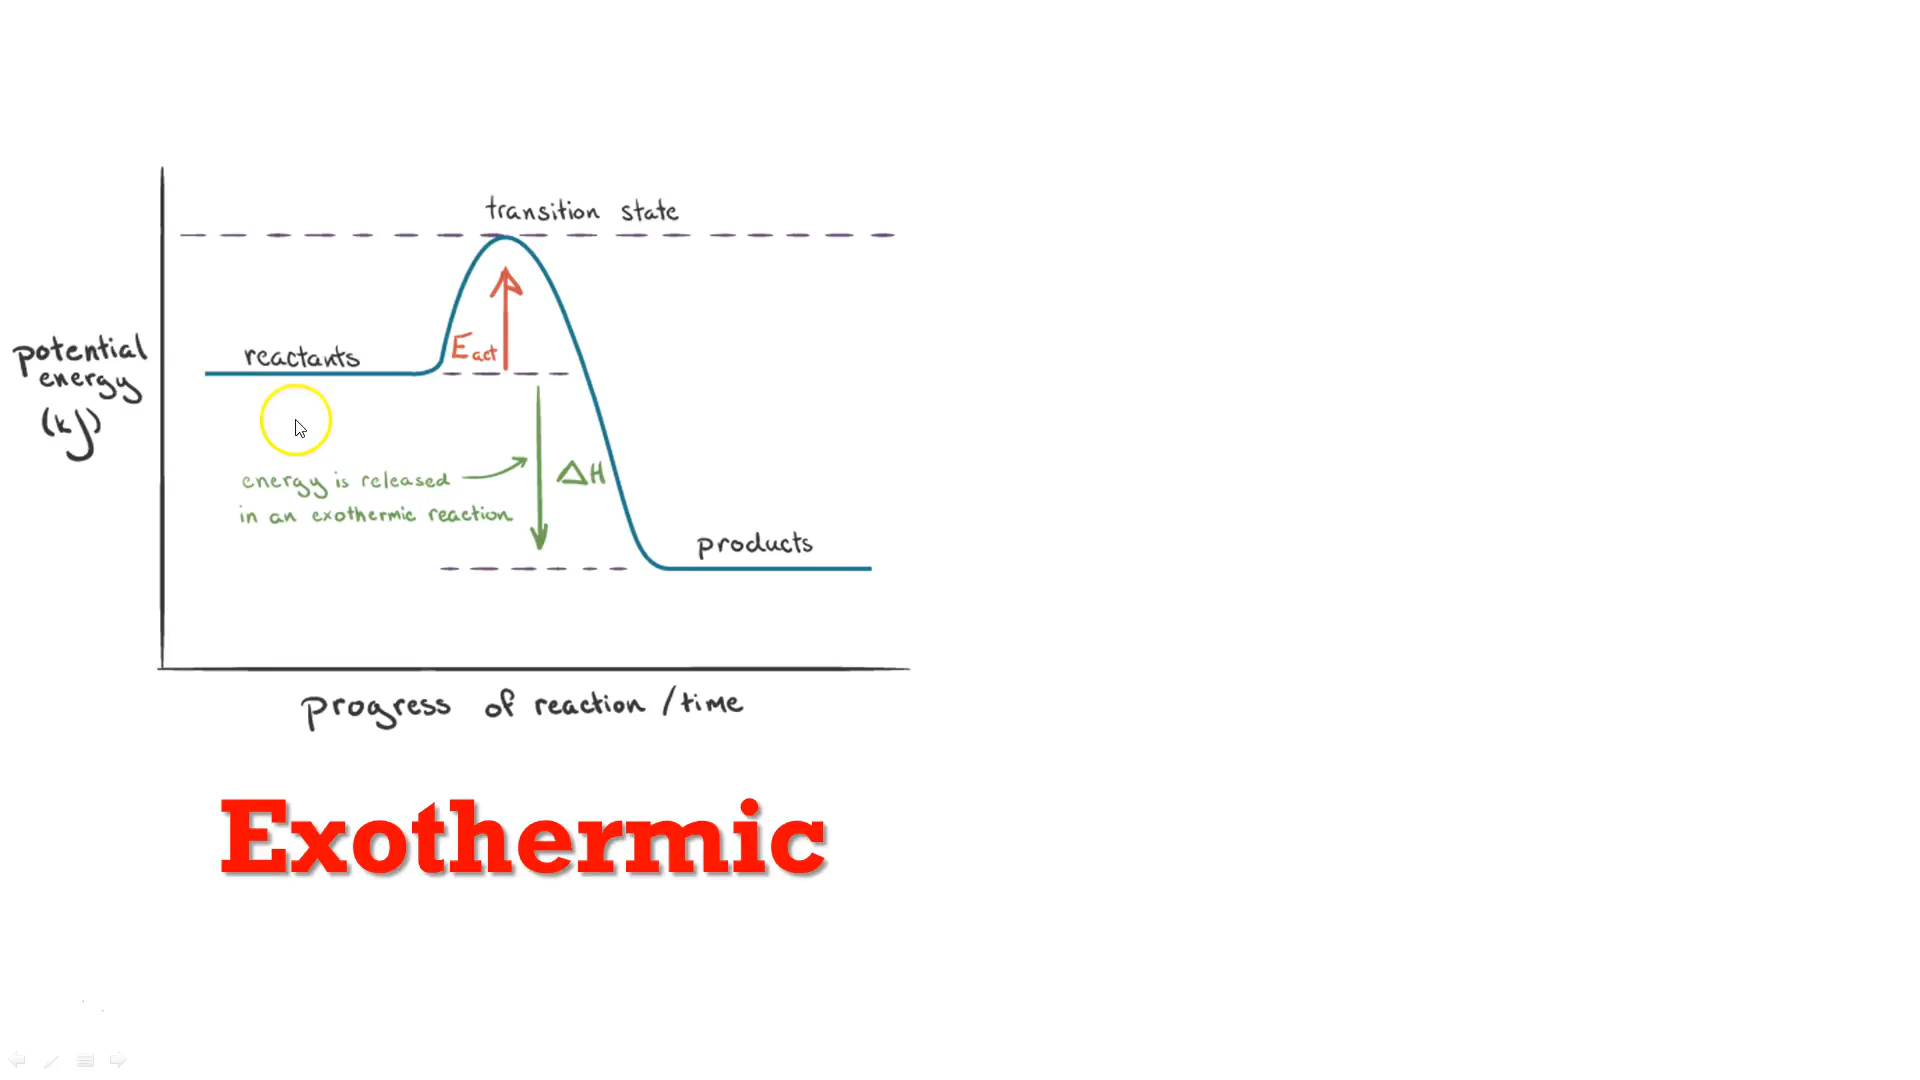 transition state
potential
energy
(kJ)
reactants
Eact
energy is released
in an exothermic reaction
ΔH
products
progress of reaction / time
Exothermic